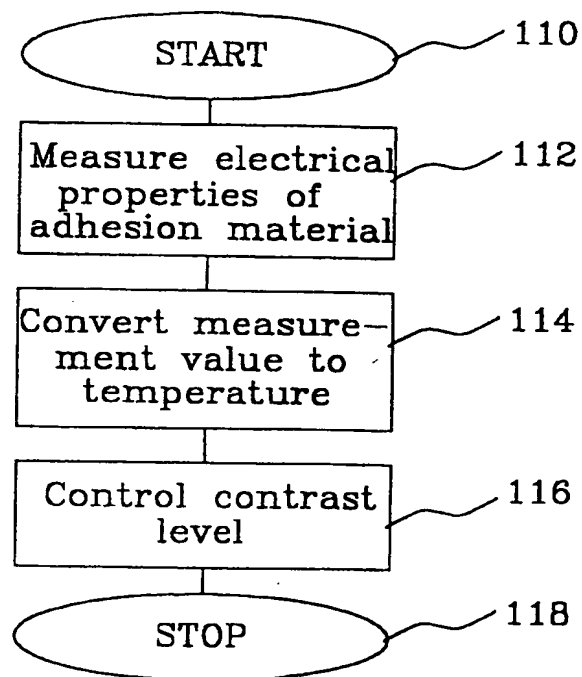 START
110
Measure electrical
properties of
adhesion material
112
Convert measure-
ment value to
temperature
114
Control contrast
level
116
STOP
118